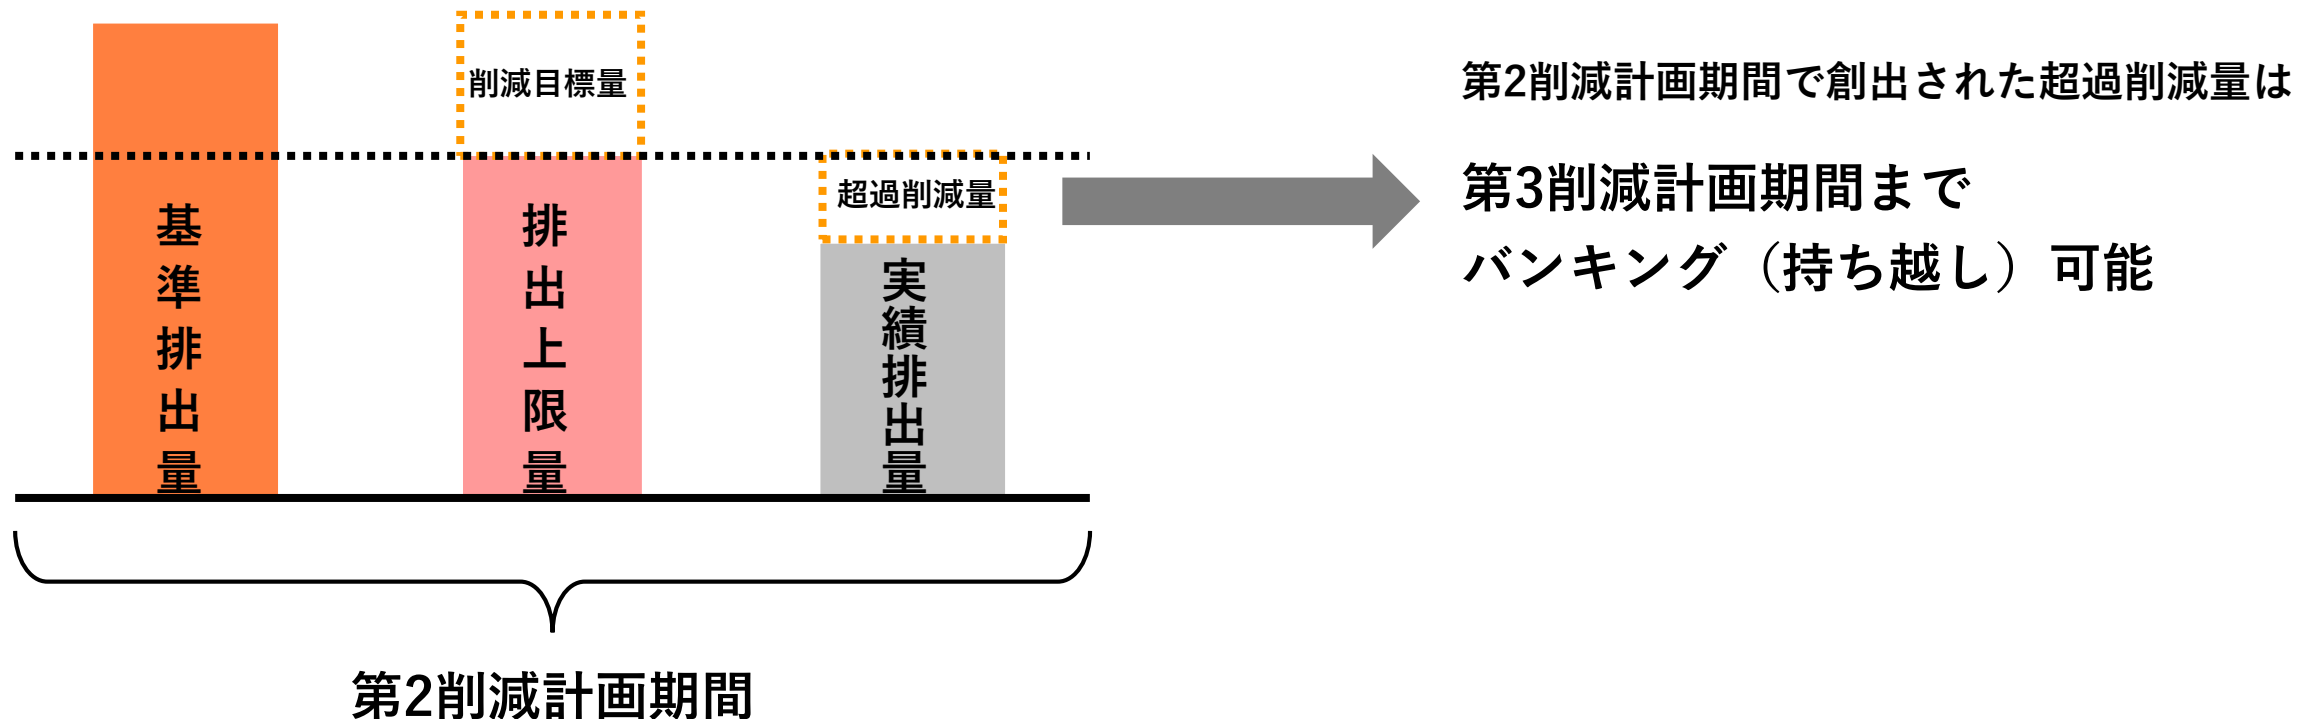 削減目標量
超過削減量
基準排出量
排出上限量
実績排出量
第2削減計画期間
第2削減計画期間で創出された超過削減量は
第3削減計画期間まで
バンキング（持ち越し）可能